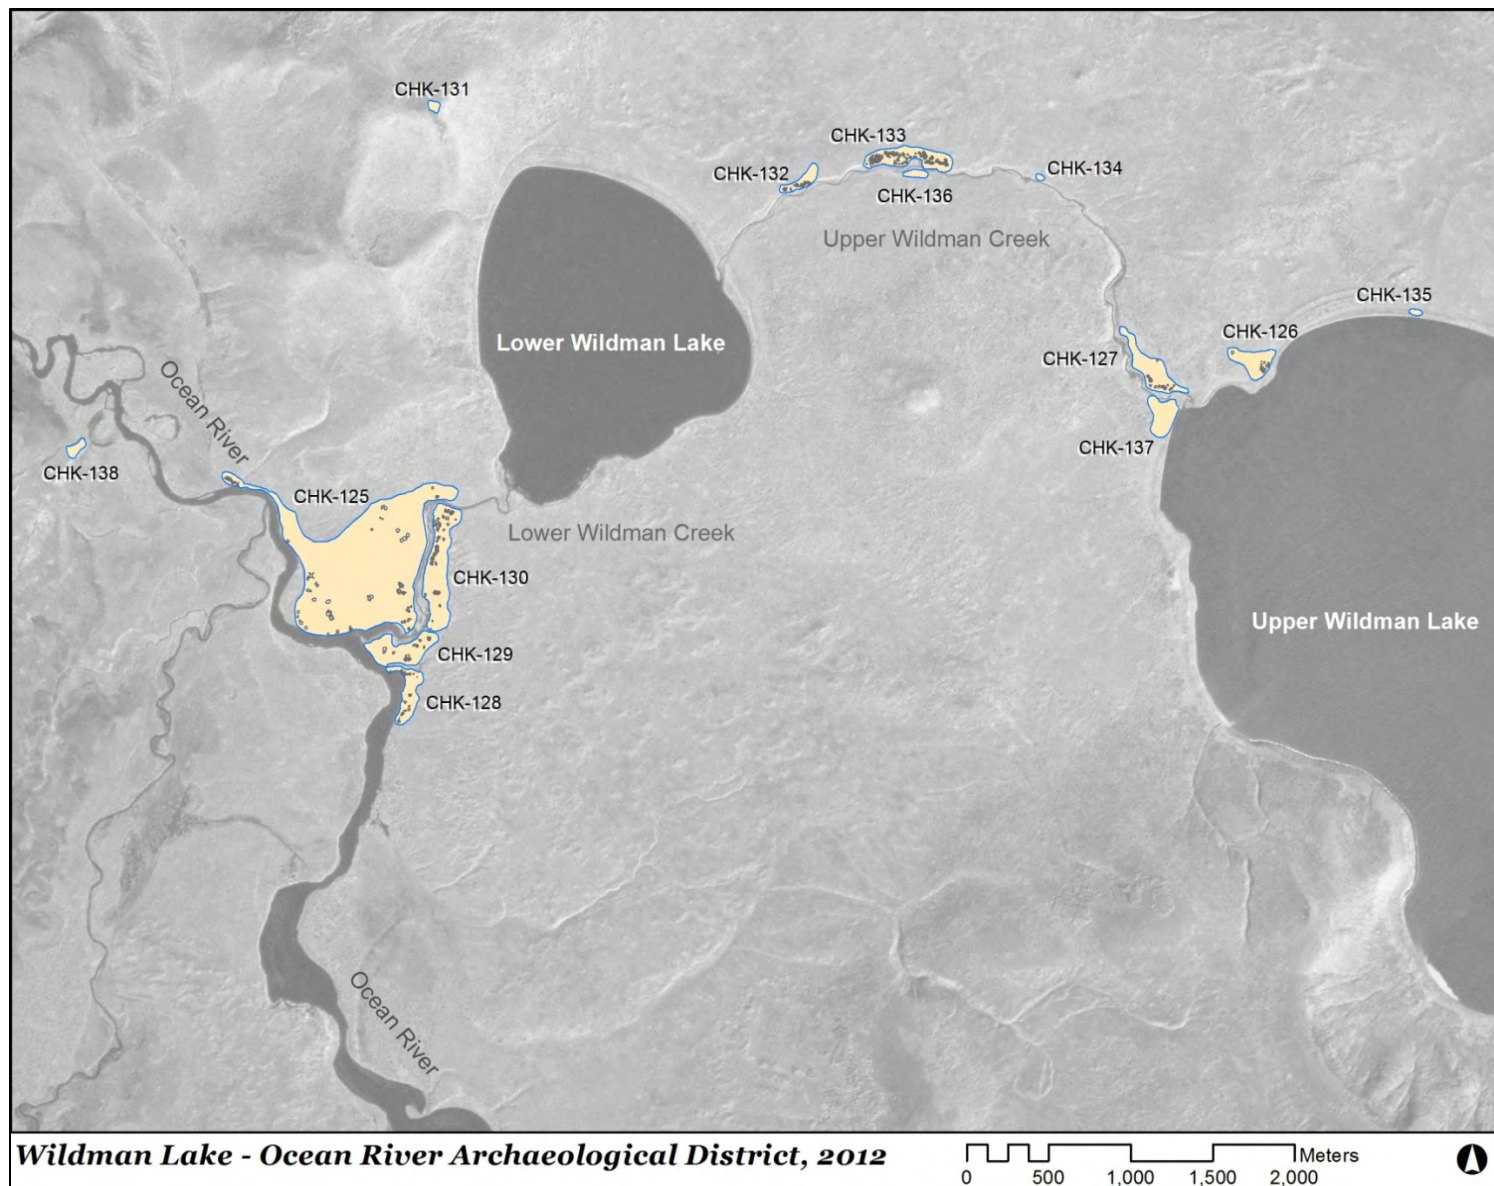 CHK-131
CHK-133
CHK-132
CHK-134
CHK-136
Upper Wildman Creek
CHK-135
CHK-126
Lower Wildman Lake
CHK-127
Ocean River
CHK-137
CHK-138
CHK-125
Lower Wildman Creek
CHK-130
Upper Wildman Lake
CHK-129
CHK-128
Ocean River
Wildman Lake - Ocean River Archaeological District, 2012
Meters
0 500 1,000 1,500 2,000